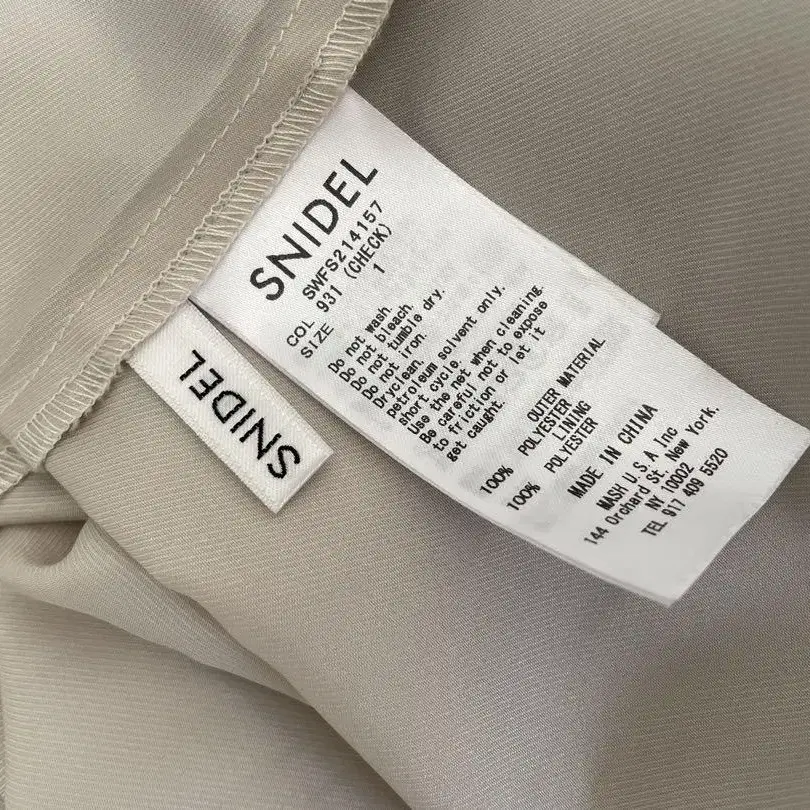 SNIDEL
SWFS214157
COL 931 (CHECK)
SIZE 1
Do not wash.
Do not bleach.
Do not tumble dry.
Do not iron.
Dryclean,
petroleum solvent only.
short cycle.
Use the net when cleaning.
Be careful not to expose
to friction or let it
get caught.
OUTER MATERIAL
100% POLYESTER
LINING
100% POLYESTER
MADE IN CHINA
MASH U.S.A Inc
144 Orchard St. New York.
NY 10002
TEL 917 409 5520
SNIDEL